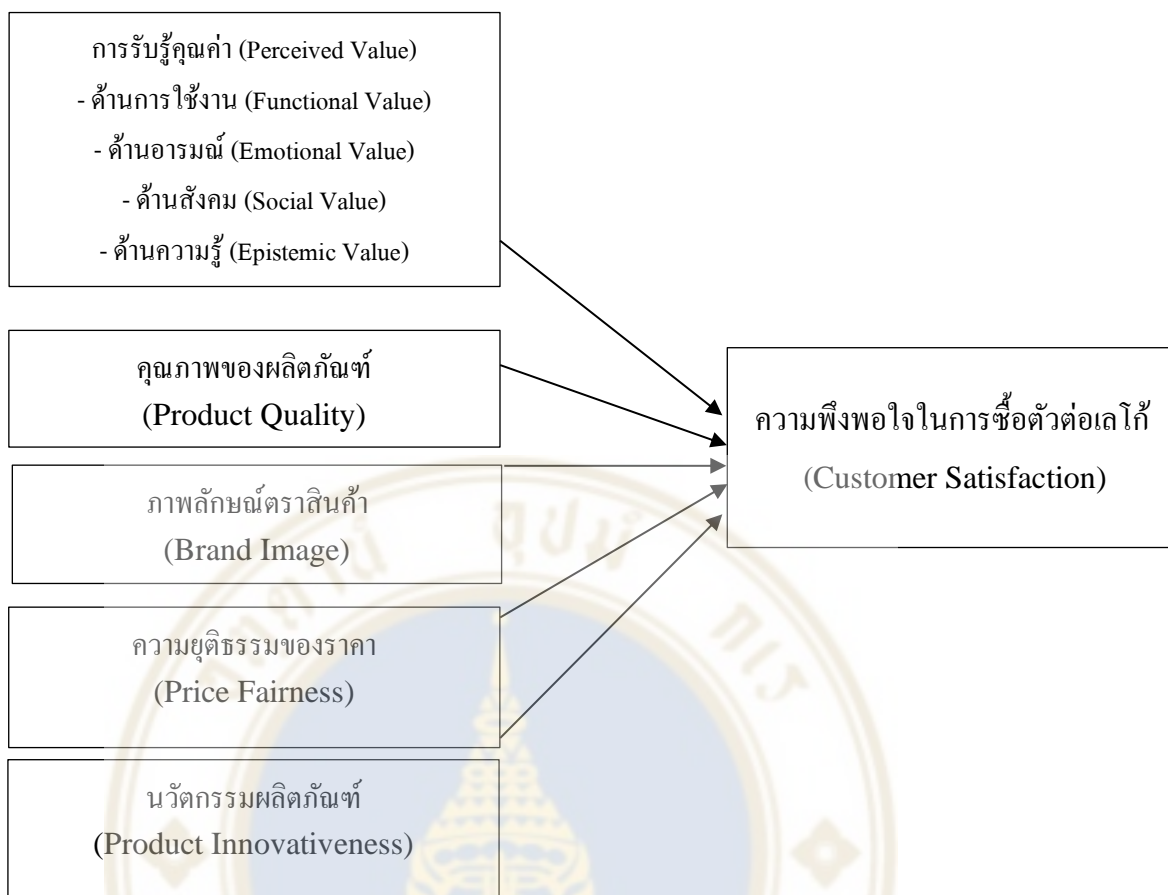 การรับรู้คุณค่า (Perceived Value)
- ด้านการใช้งาน (Functional Value)
- ด้านอารมณ์ (Emotional Value)
- ด้านสังคม (Social Value)
- ด้านความรู้ (Epistemic Value)
คุณภาพของผลิตภัณฑ์
(Product Quality)
ภาพลักษณ์ตราสินค้า
(Brand Image)
ความยุติธรรมของราคา
(Price Fairness)
นวัตกรรมผลิตภัณฑ์
(Product Innovativeness)
ความพึงพอใจในการซื้อตัวต่อเลโก้
(Customer Satisfaction)